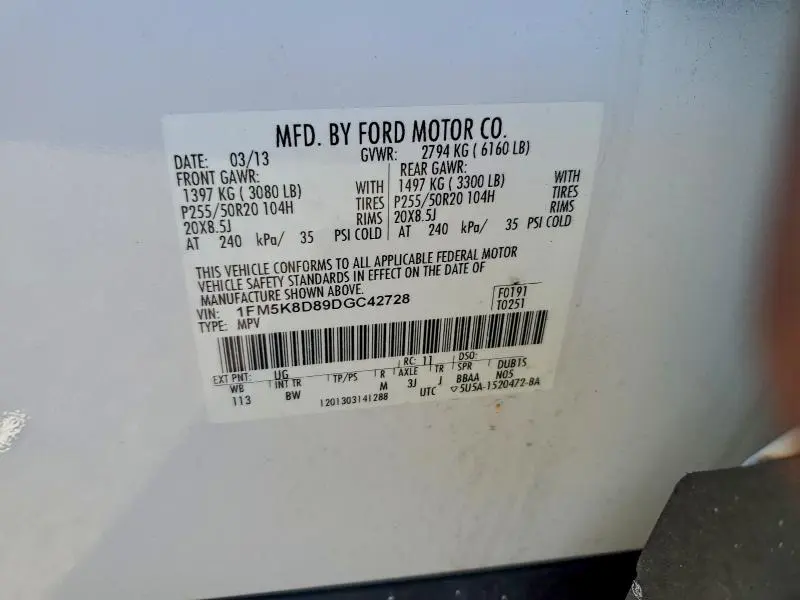 MFD. BY FORD MOTOR CO.
DATE: 03/13 GVWR: 2794 KG ( 6160 LB)
FRONT GAWR: REAR GAWR:
1397 KG ( 3080 LB) WITH 1497 KG ( 3300 LB) WITH
P255/50R20 104H TIRES P255/50R20 104H TIRES
20X8.5J RIMS 20X8.5J RIMS
AT 240 kPa/ 35 PSI COLD AT 240 kPa/ 35 PSI COLD
THIS VEHICLE CONFORMS TO ALL APPLICABLE FEDERAL MOTOR
VEHICLE SAFETY STANDARDS IN EFFECT ON THE DATE OF
MANUFACTURE SHOWN ABOVE.
VIN: 1FM5K8D89DGC42728 F0191
TYPE: MPV T0251
EXT PNT: UG RC: 11 DSO:
WB INT TR TP/PS R AXLE TR SPR DUB1S
113 BW M 3J J BBAA NOS
1201303141288 UTC ▽5U5A-1520472-BA